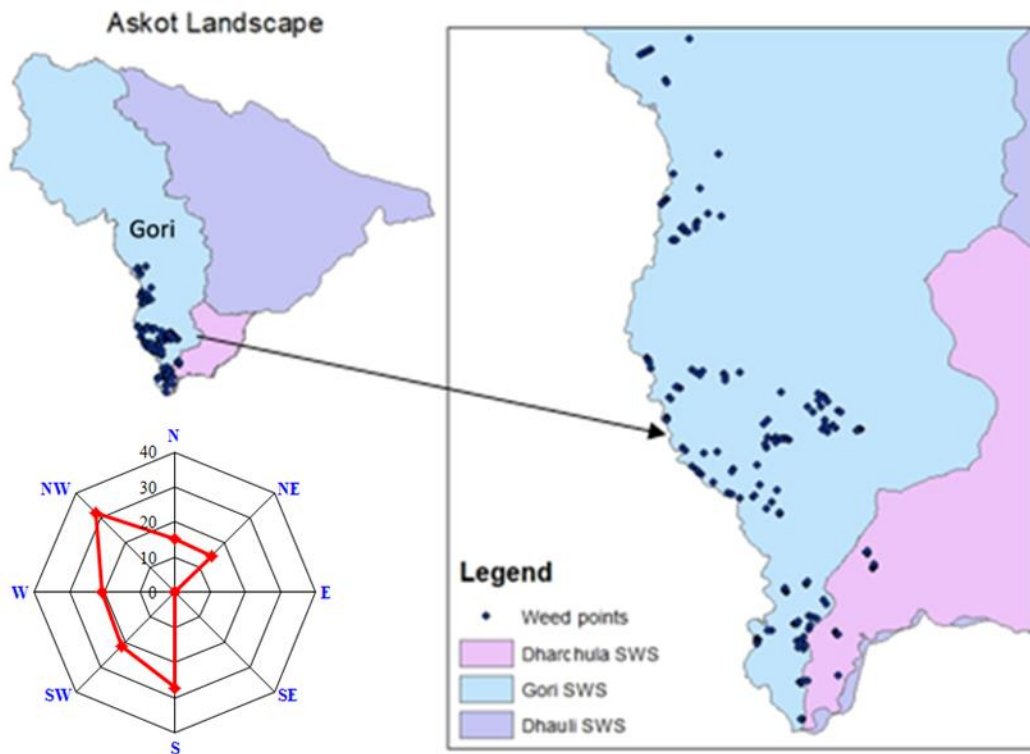 Askot Landscape
Gori
N
NE
E
SE
S
SW
W
NW
40
30
20
10
0
Legend
Weed points
Dharchula SWS
Gori SWS
Dhauli SWS